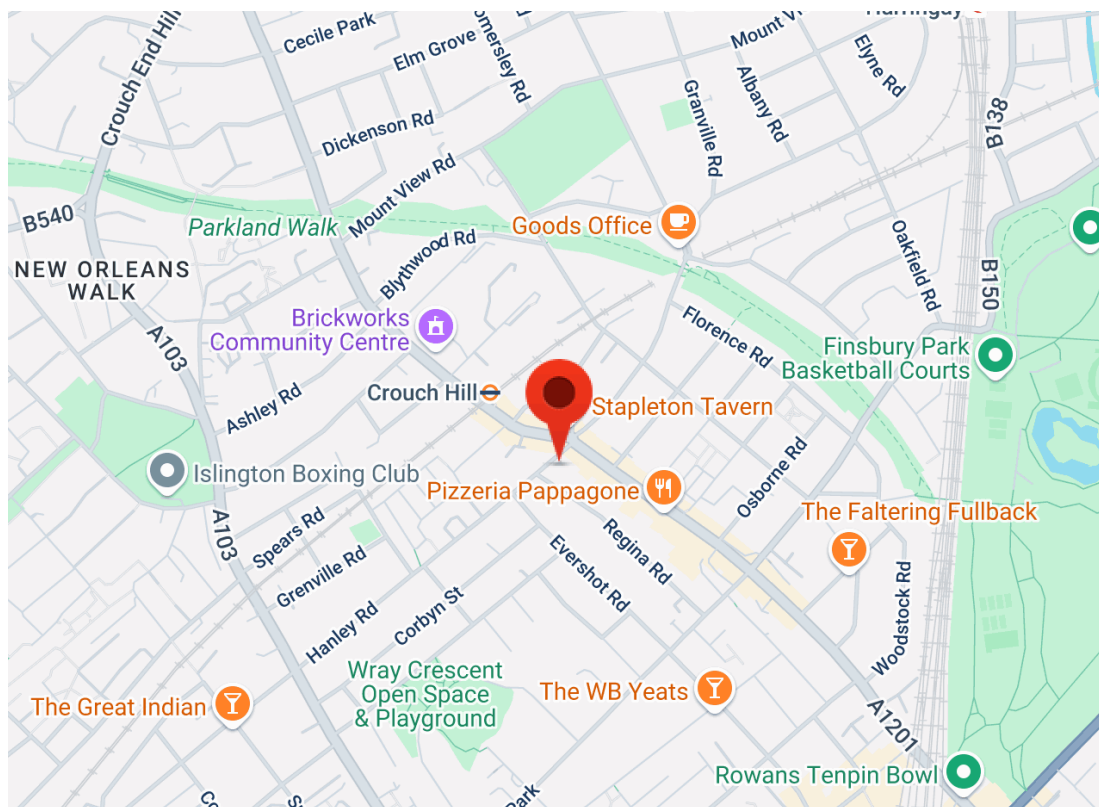 Harringay
Cecile Park
Elm Grove
Mount V
Elyne Rd
Crouch End Hill
Albany Rd
Granville Rd
B138
Dickenson Rd
Mount View Rd
B540
Parkland Walk
Goods Office
Oakfield Rd
B150
NEW ORLEANS
WALK
Blythwood Rd
A103
Brickworks
Community Centre
Florence Rd
Finsbury Park
Basketball Courts
Crouch Hill
Ashley Rd
Stapleton Tavern
Islington Boxing Club
Pizzeria Pappagone
Osborne Rd
The Faltering Fullback
A103
Spears Rd
Regina Rd
Evershot Rd
Grenville Rd
Corbyn St
Hanley Rd
Woodstock Rd
Wray Crescent
Open Space
& Playground
The WB Yeats
The Great Indian
A1201
Rowans Tenpin Bowl
Park